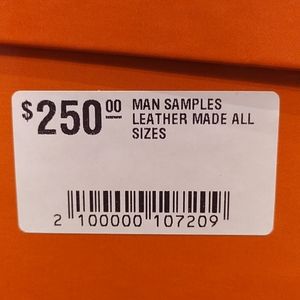 $250.00 MAN SAMPLES
LEATHER MADE ALL
SIZES
2 100000 107209